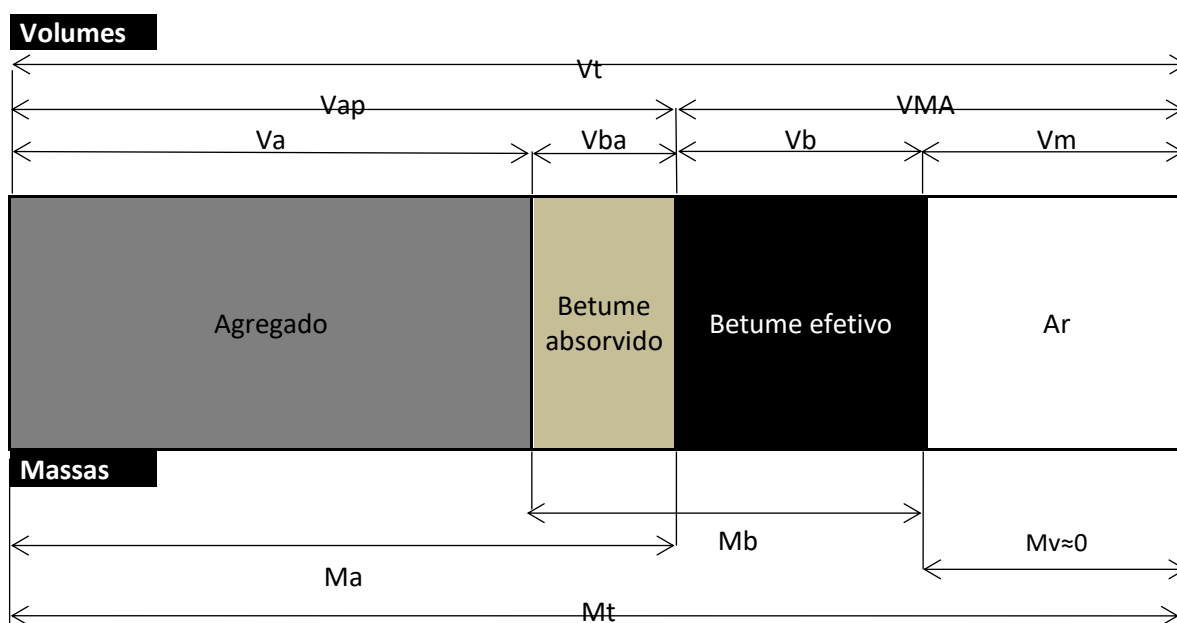 Volumes
Vt
Vap VMA
Va Vba Vb Vm
Agregado
Betume
absorvido
Betume efetivo
Ar
Massas
Mb
Mv≈0
Ma
Mt